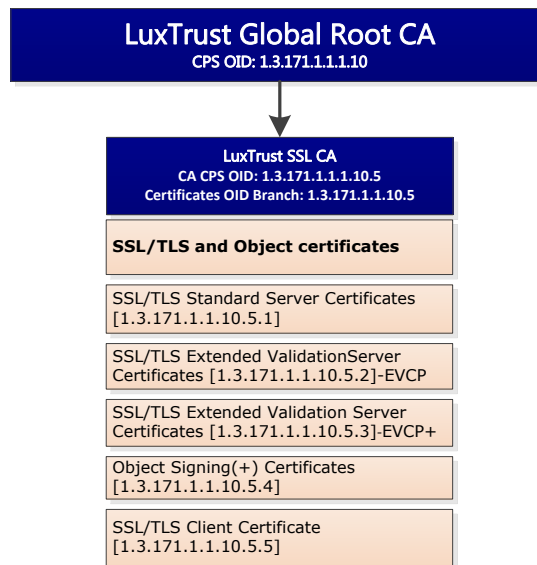 LuxTrust Global Root CA
CPS OID: 1.3.171.1.1.1.10
LuxTrust SSL CA
CA CPS OID: 1.3.171.1.1.1.10.5
Certificates OID Branch: 1.3.171.1.1.10.5
SSL/TLS and Object certificates
SSL/TLS Standard Server Certificates
[1.3.171.1.1.10.5.1]
SSL/TLS Extended ValidationServer
Certificates [1.3.171.1.1.10.5.2]-EVCP
SSL/TLS Extended Validation Server
Certificates [1.3.171.1.1.10.5.3]-EVCP+
Object Signing(+) Certificates
[1.3.171.1.1.10.5.4]
SSL/TLS Client Certificate
[1.3.171.1.1.10.5.5]